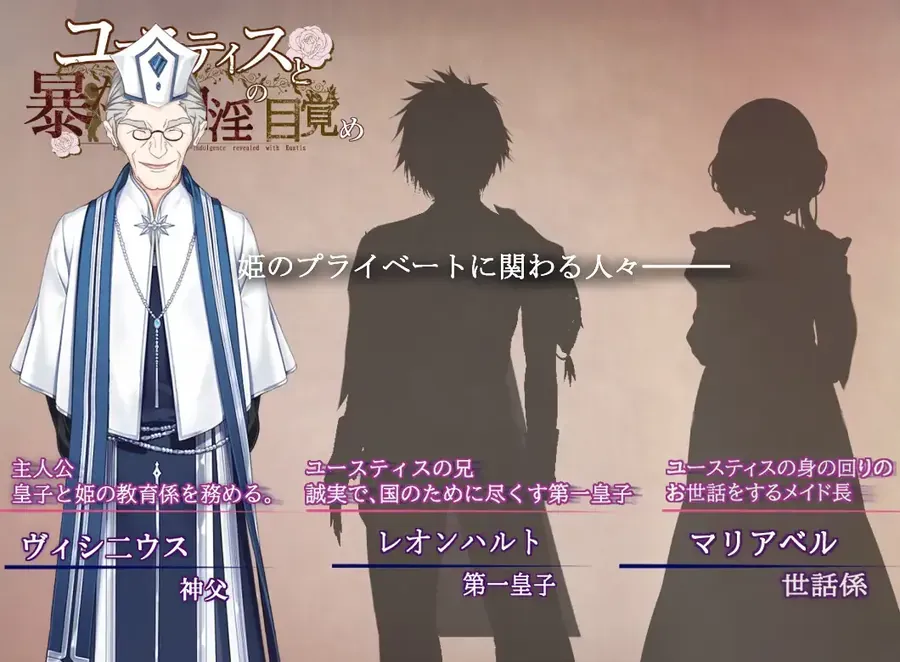 ユースティスと
暴 の淫目覚め
indulgence revealed with Eustis
姫のプライベートに関わる人々───
主人公
皇子と姫の教育係を務める。
ヴィシニウス
神父
ユースティスの兄
誠実で、国のために尽くす第一皇子
レオンハルト
第一皇子
ユースティスの身の回りの
お世話をするメイド長
マリアベル
世話係